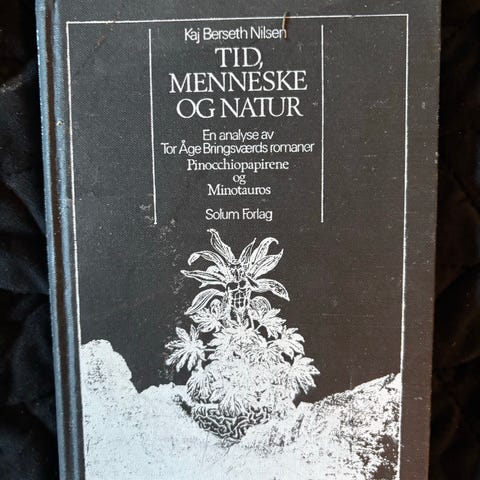 Kaj Berseth Nilsen
TID,
MENNESKE
OG NATUR
En analyse av
Tor Åge Bringsværds romaner
Pinocchiopapirene
og
Minotauros
Solum Forlag